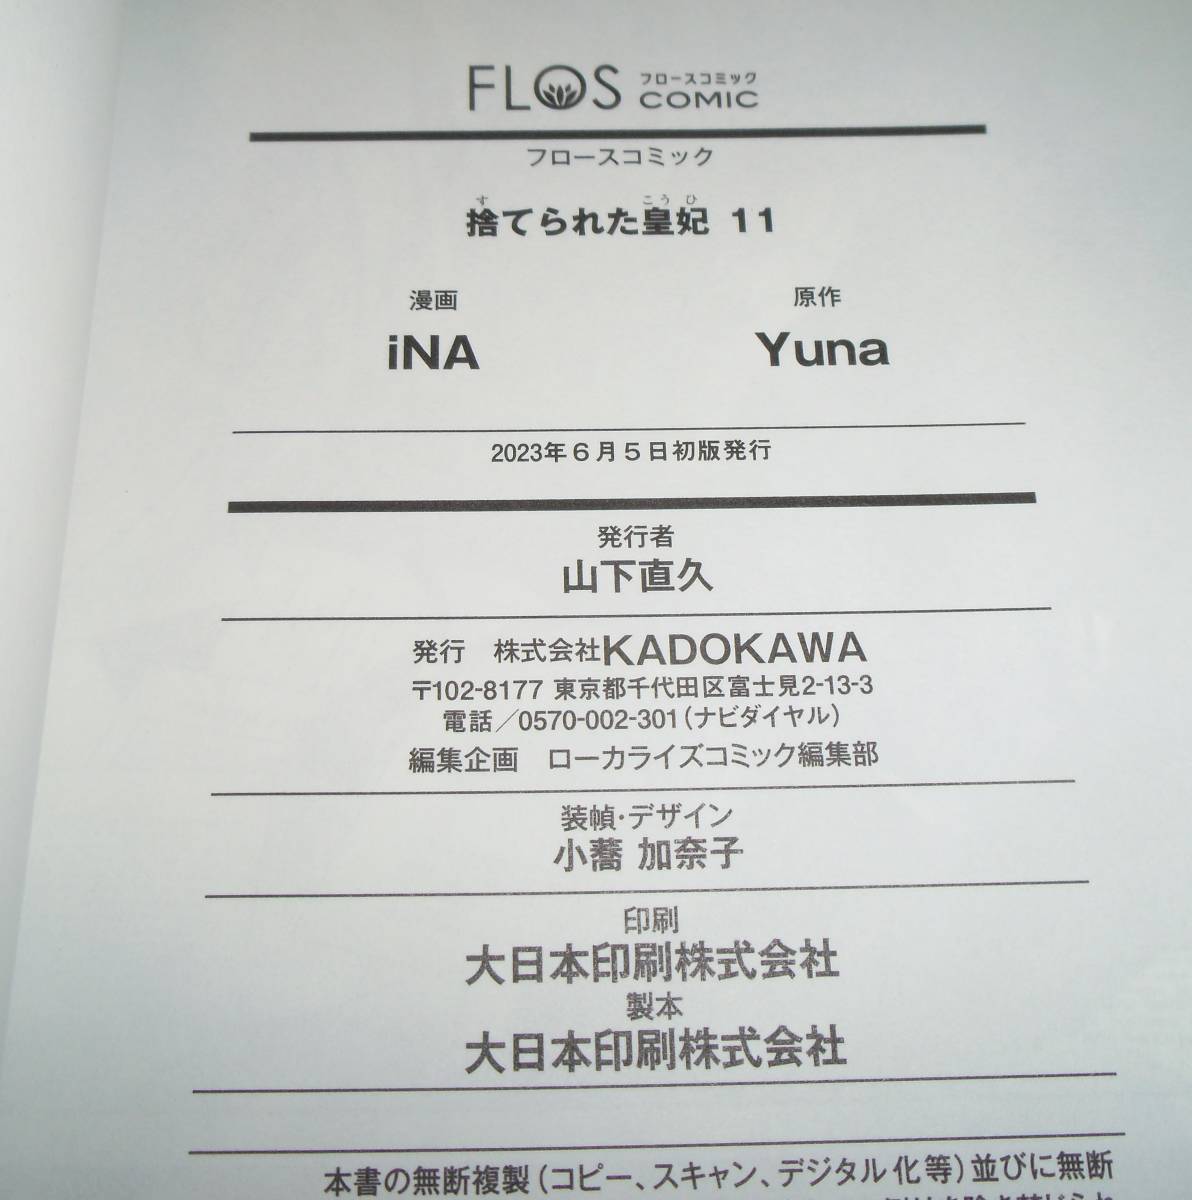 FLOS フロースコミック COMIC
フロースコミック
す こうひ
捨てられた皇妃 11
漫画 原作
iNA Yuna
2023年6月5日初版発行
発行者
山下直久
発行 株式会社KADOKAWA
〒102-8177 東京都千代田区富士見2-13-3
電話／0570-002-301（ナビダイヤル）
編集企画 ローカライズコミック編集部
装幀・デザイン
小蕎 加奈子
印刷
大日本印刷株式会社
製本
大日本印刷株式会社
本書の無断複製（コピー、スキャン、デジタル化等）並びに無断